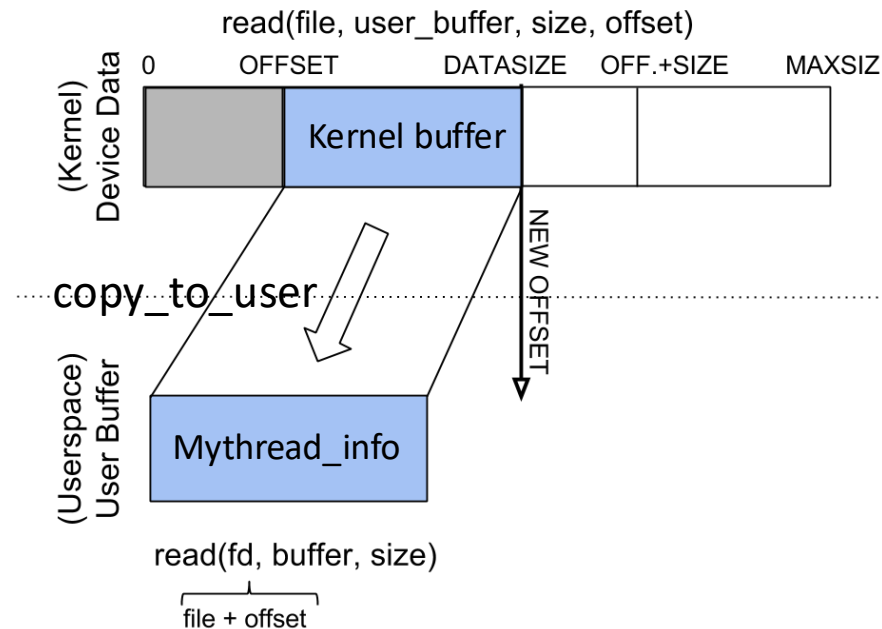 read(file, user_buffer, size, offset)
0 OFFSET DATASIZE OFF.+SIZE MAXSIZ
(Kernel)
Device Data
Kernel buffer
NEW OFFSET
copy_to_user
(Userspace)
User Buffer
Mythread_info
read(fd, buffer, size)
file + offset